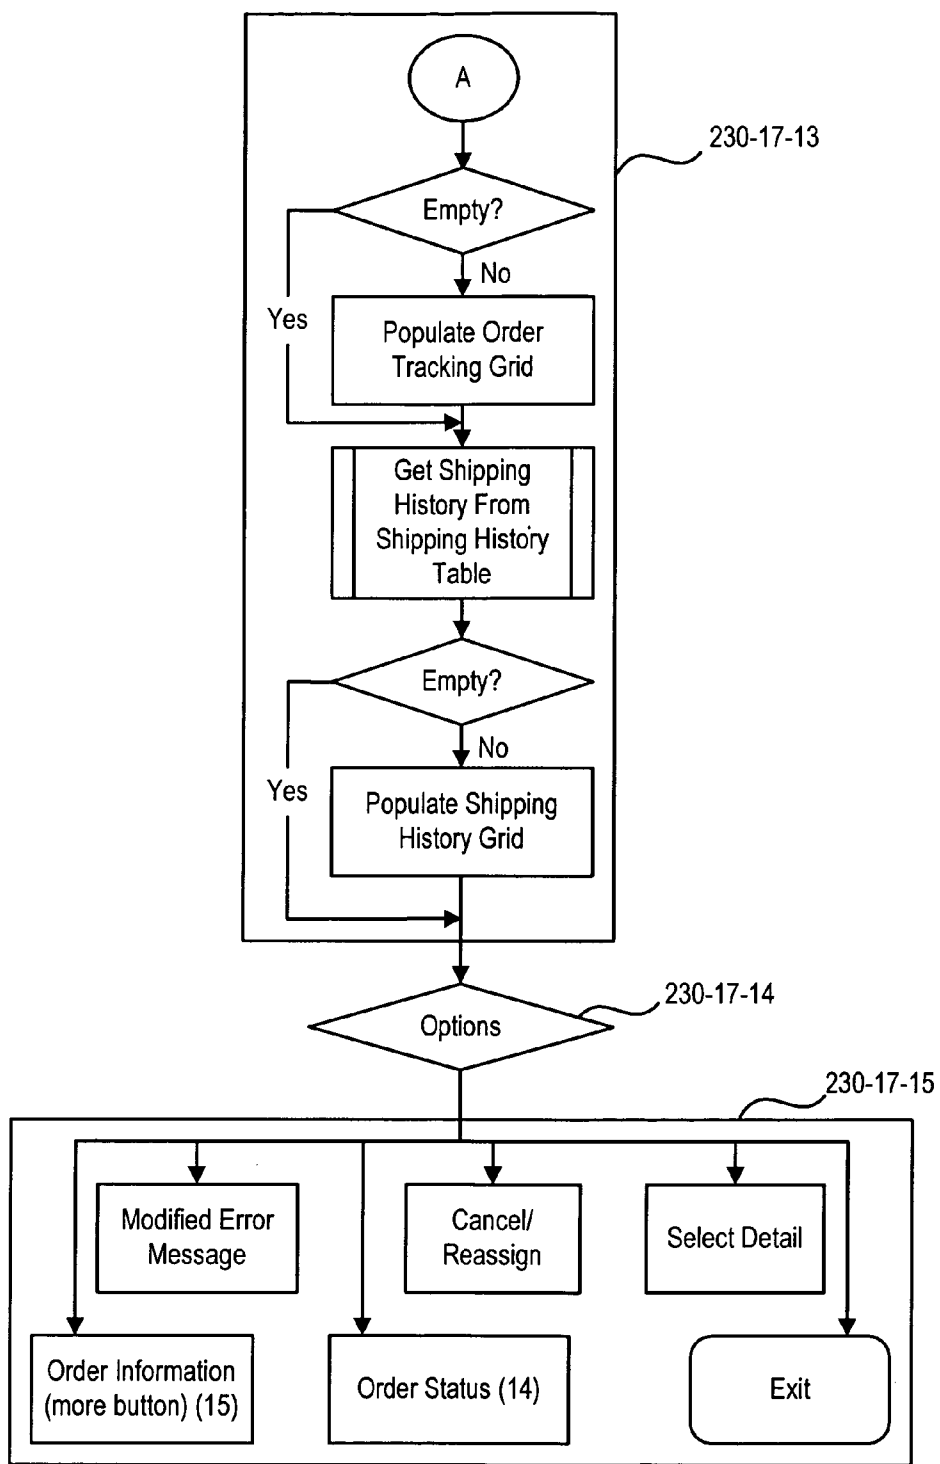 A
230-17-13
Empty?
No
Yes
Populate Order
Tracking Grid
Get Shipping
History From
Shipping History
Table
Empty?
No
Yes
Populate Shipping
History Grid
230-17-14
Options
230-17-15
Modified Error
Message
Cancel/
Reassign
Select Detail
Order Information
(more button) (15)
Order Status (14)
Exit